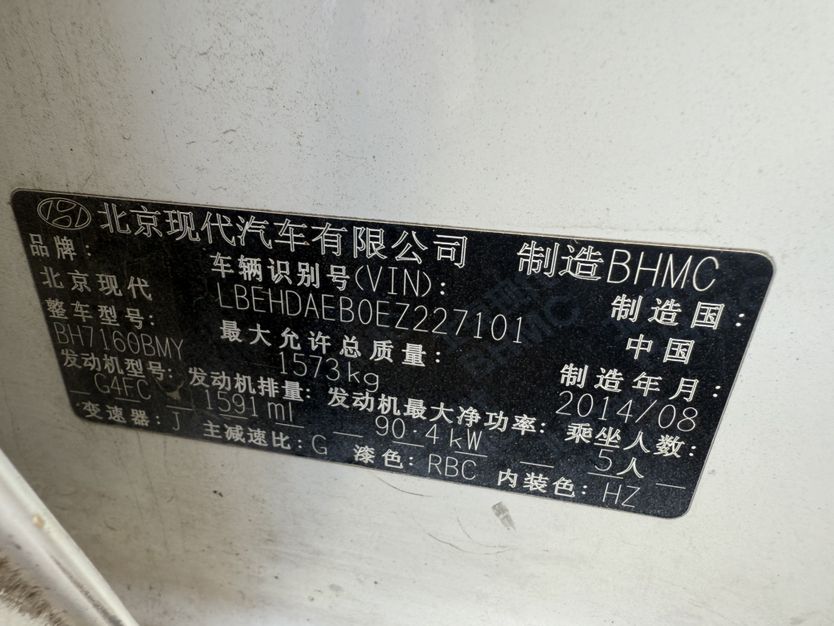 北京现代汽车有限公司 制造BHMC
品牌: 车辆识别号(VIN): 制造国:
北京现代 LBEHDAEB0EZ227101 中国
整车型号: 最大允许总质量: 制造年月:
BH7160BMY 1573kg 2014/08
发动机型号: 发动机排量: 发动机最大净功率: 乘坐人数:
G4FC 1591ml 90.4kW 5人
变速器: J 主减速比: G 漆色: RBC 内装色: HZ